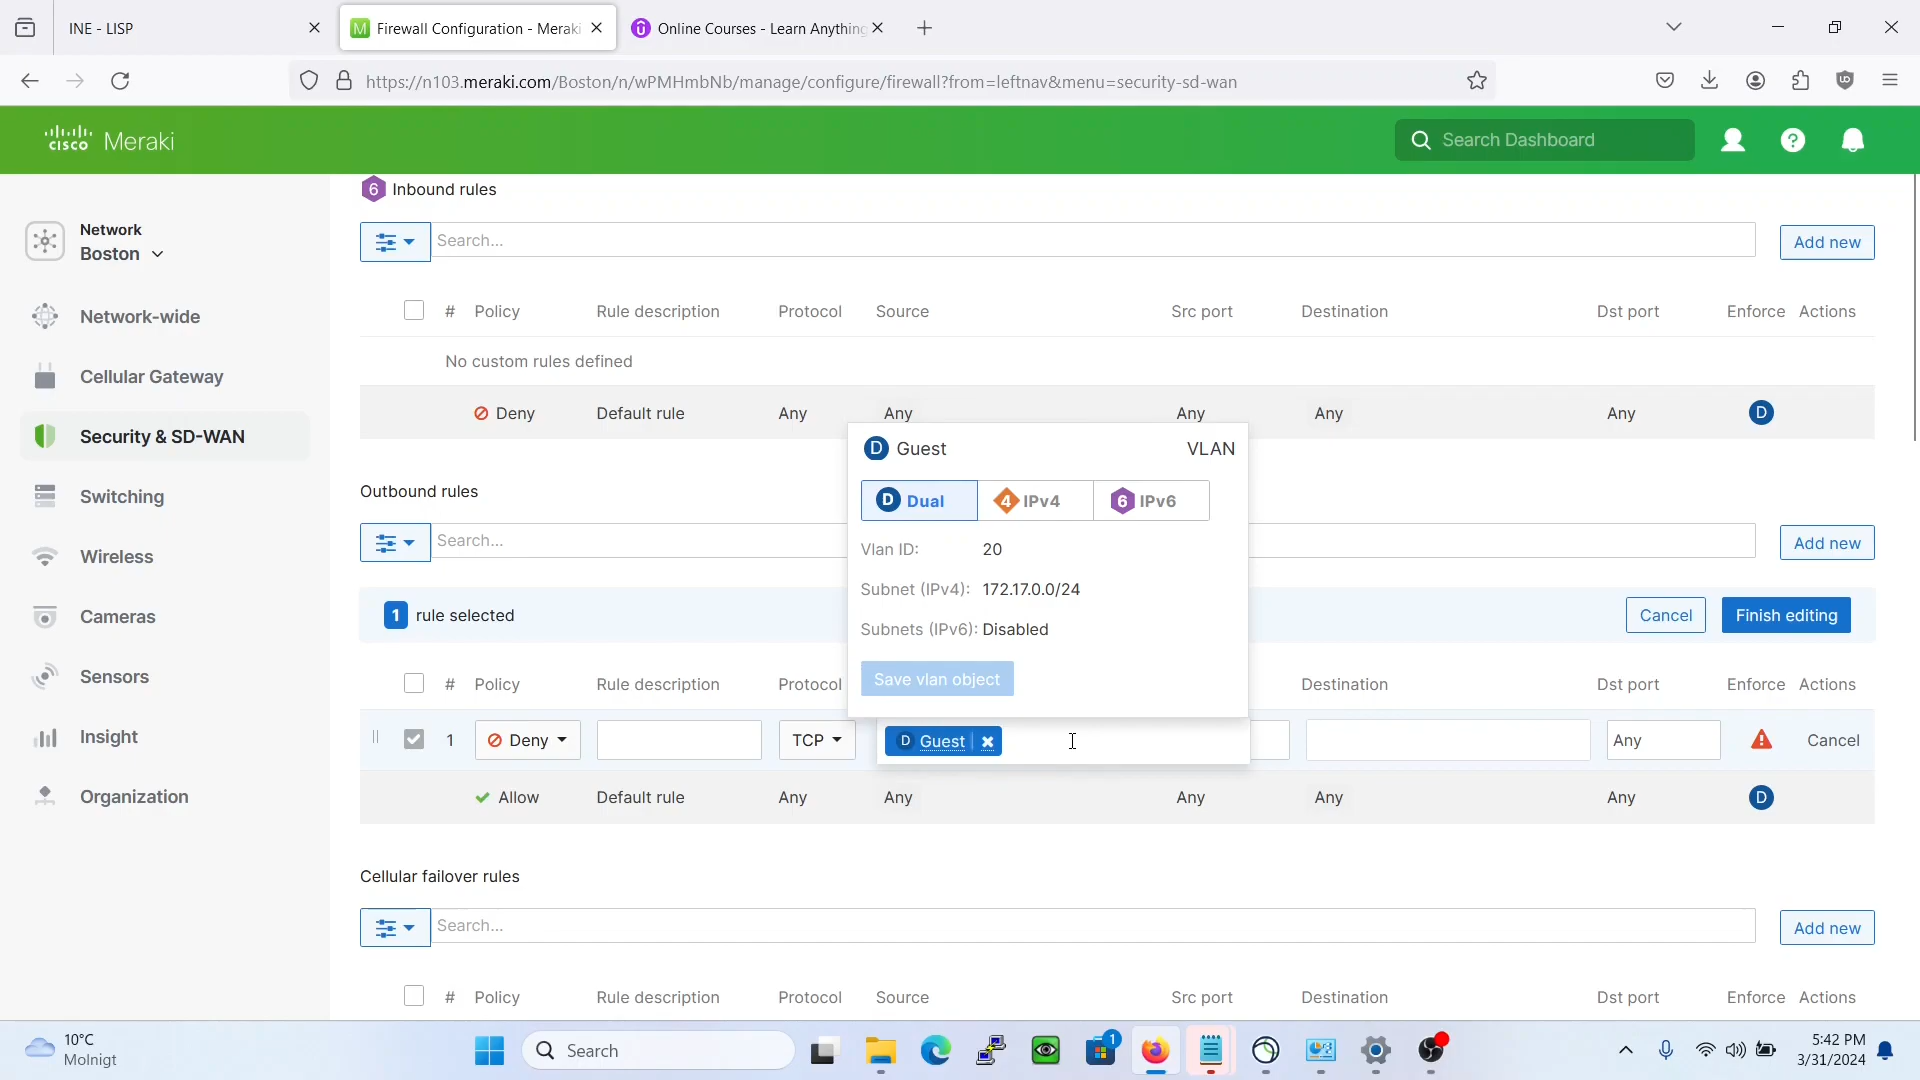 INE - LISP
Firewall Configuration - Meraki
Online Courses - Learn Anything
https://n103.meraki.com/Boston/n/wPMHmbNb/manage/configure/firewall?from=leftnav&menu=security-sd-wan
cisco Meraki
Search Dashboard
Network
Boston
Network-wide
Cellular Gateway
Security & SD-WAN
Switching
Wireless
Cameras
Sensors
Insight
Organization
6 Inbound rules
Search...
Add new
# Policy Rule description Protocol Source Src port Destination Dst port Enforce Actions
No custom rules defined
Deny Default rule Any Any Any Any Any D
D Guest VLAN
D Dual 4 IPv4 6 IPv6
Vlan ID: 20
Subnet (IPv4): 172.17.0.0/24
Subnets (IPv6): Disabled
Save vlan object
Outbound rules
Search...
Add new
1 rule selected
Cancel
Finish editing
# Policy Rule description Protocol Destination Dst port Enforce Actions
1 Deny TCP D Guest Any Cancel
Allow Default rule Any Any Any Any Any D
Cellular failover rules
Search...
Add new
# Policy Rule description Protocol Source Src port Destination Dst port Enforce Actions
10°C
Molnigt
Search
1
5:42 PM
3/31/2024